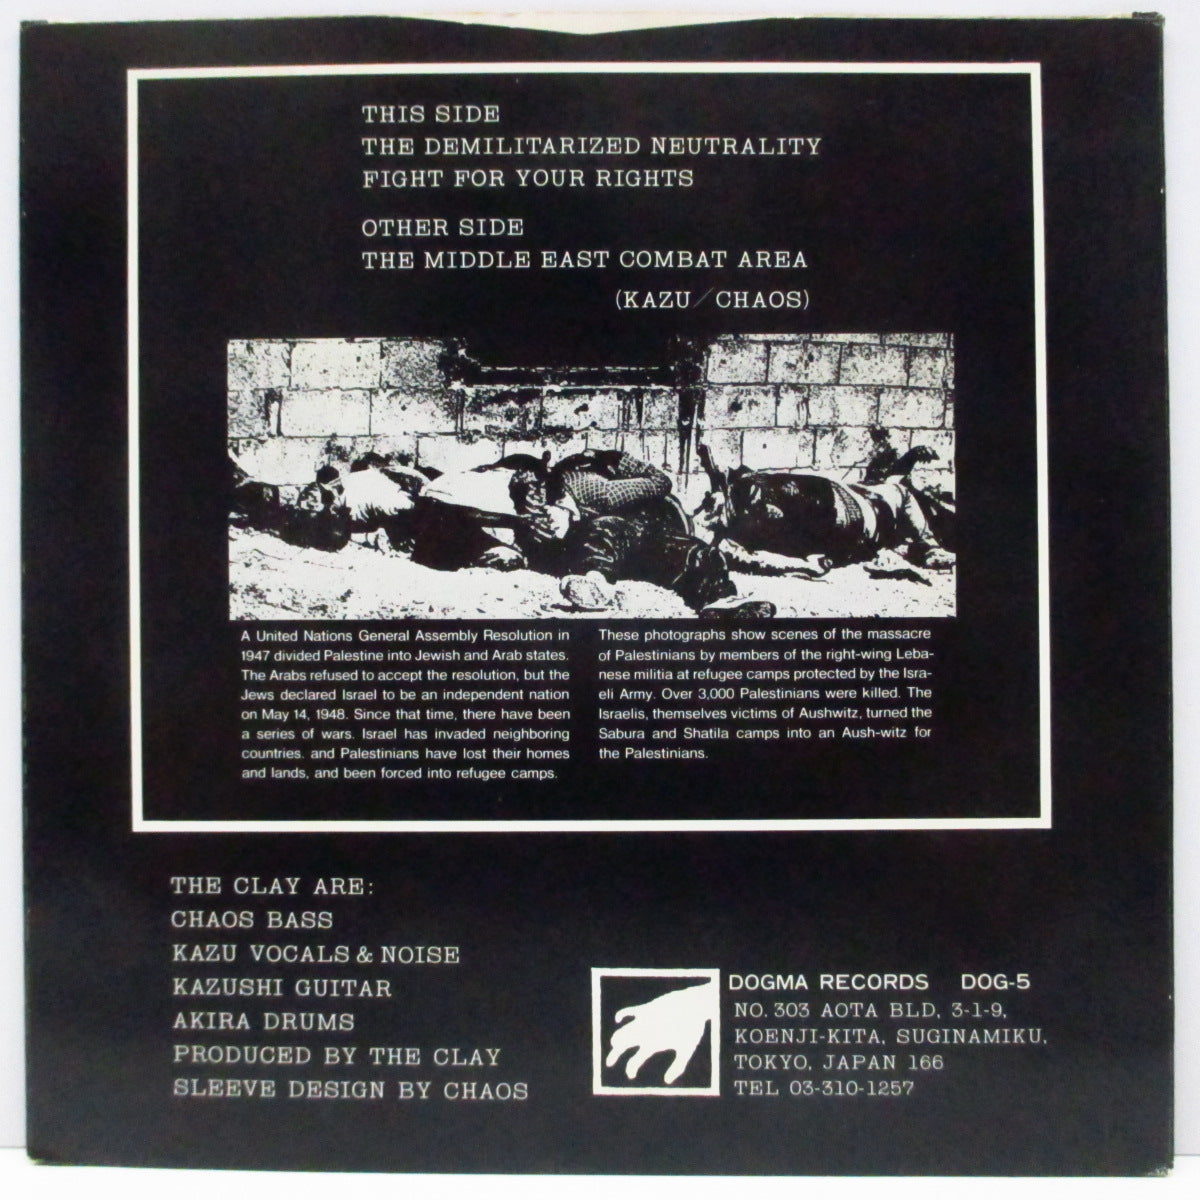 THIS SIDE
THE DEMILITARIZED NEUTRALITY
FIGHT FOR YOUR RIGHTS
OTHER SIDE
THE MIDDLE EAST COMBAT AREA
(KAZU/CHAOS)
A United Nations General Assembly Resolution in
1947 divided Palestine into Jewish and Arab states.
The Arabs refused to accept the resolution, but the
Jews declared Israel to be an independent nation
on May 14, 1948. Since that time, there have been
a series of wars. Israel has invaded neighboring
countries. and Palestinians have lost their homes
and lands, and been forced into refugee camps.
These photographs show scenes of the massacre
of Palestinians by members of the right-wing Leba-
nese militia at refugee camps protected by the Isra-
eli Army. Over 3,000 Palestinians were killed. The
Israelis, themselves victims of Aushwitz, turned the
Sabura and Shatila camps into an Aush-witz for
the Palestinians.
THE CLAY ARE:
CHAOS BASS
KAZU VOCALS & NOISE
KAZUSHI GUITAR
AKIRA DRUMS
PRODUCED BY THE CLAY
SLEEVE DESIGN BY CHAOS
DOGMA RECORDS DOG-5
NO. 303 AOTA BLD, 3-1-9,
KOENJI-KITA, SUGINAMIKU,
TOKYO, JAPAN 166
TEL 03-310-1257